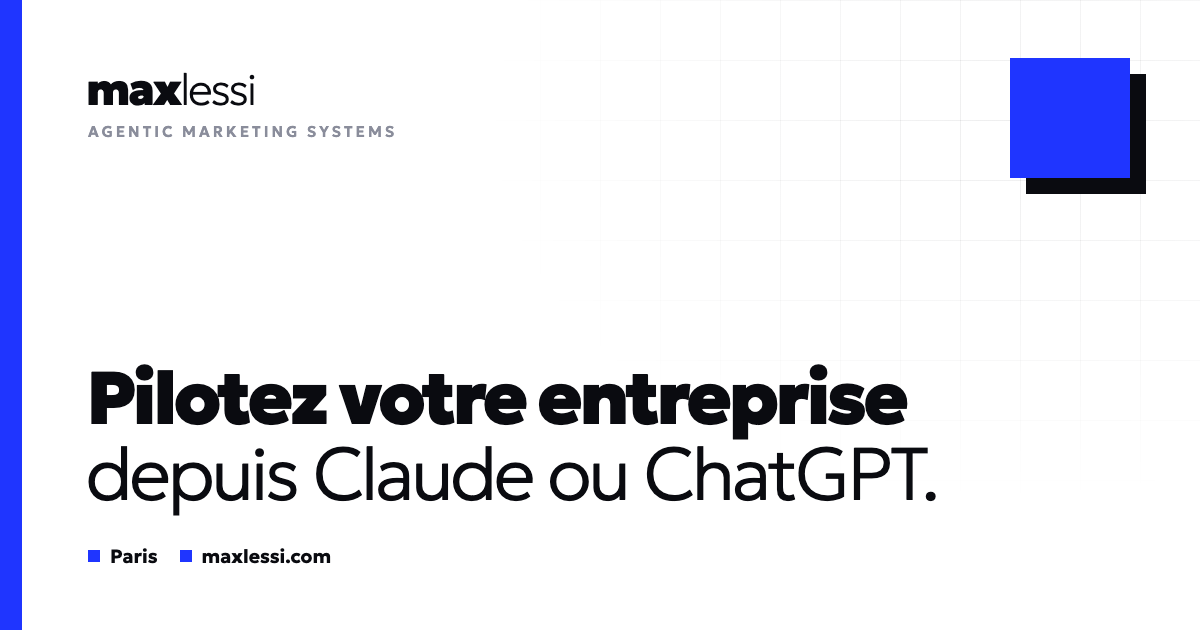 maxlessi
AGENTIC MARKETING SYSTEMS
Pilotez votre entreprise
depuis Claude ou ChatGPT.
Paris maxlessi.com